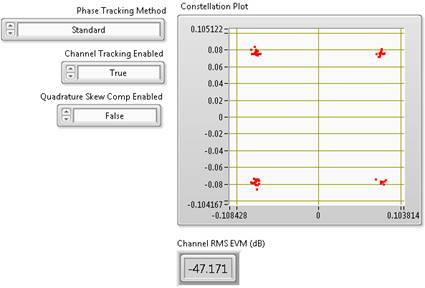 Phase Tracking Method
Standard
Channel Tracking Enabled
True
Quadrature Skew Comp Enabled
False
Constellation Plot
0.105122
0.08
0.06
0.04
0.02
0
-0.02
-0.04
-0.06
-0.08
-0.104167
-0.108428
0
0.103814
Channel RMS EVM (dB)
-47.171